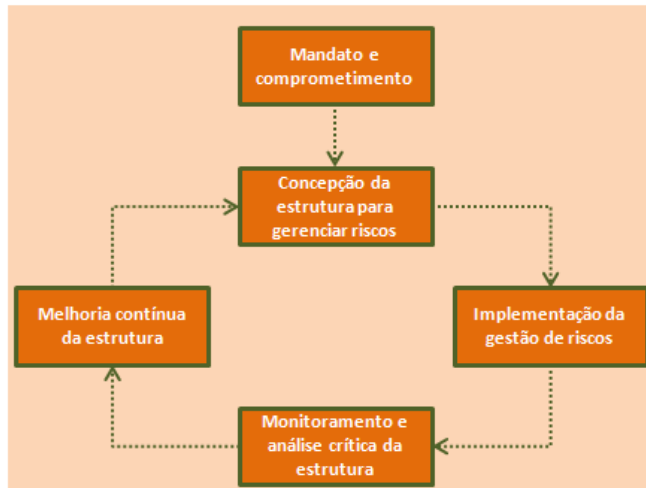 Mandato e
comprometimento
Concepção da
estrutura para
gerenciar riscos
Melhoria contínua
da estrutura
Implementação da
gestão de riscos
Monitoramento e
análise crítica da
estrutura